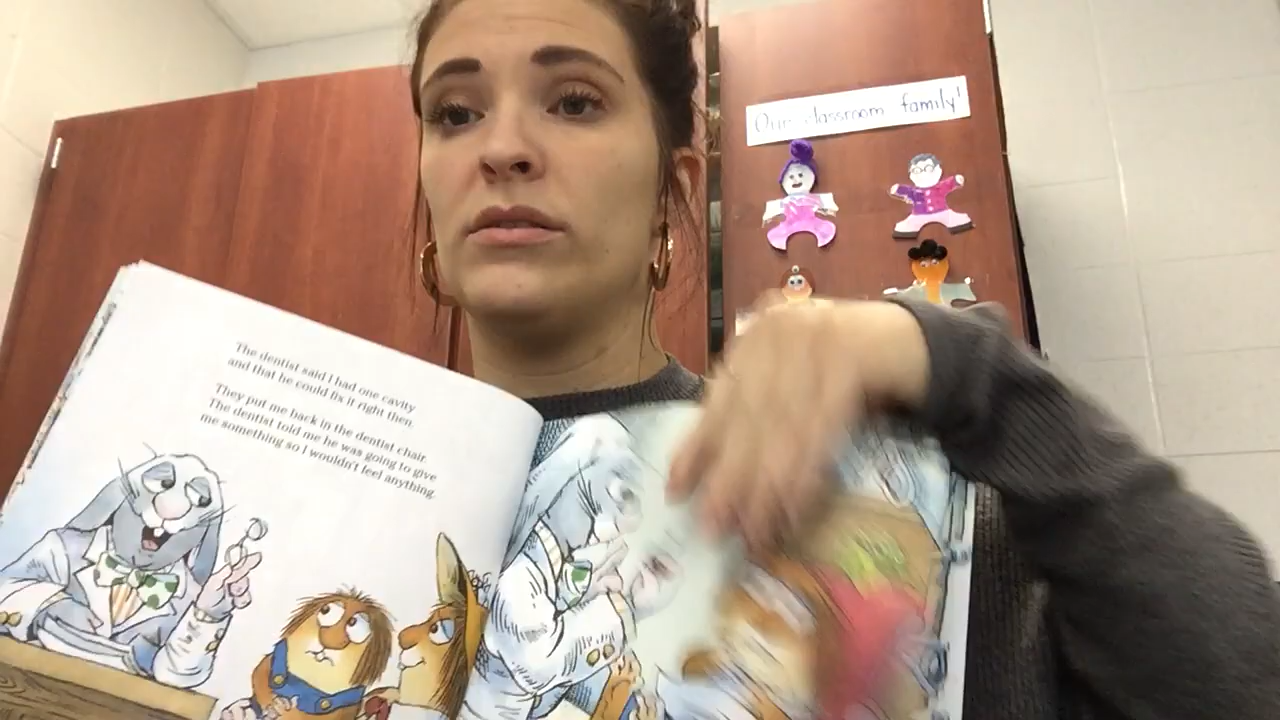 Our classroom family!
The dentist said I had one cavity
and that he could fix it right then.
They put me back in the dentist chair.
The dentist told me he was going to give
me something so I wouldn't feel anything.